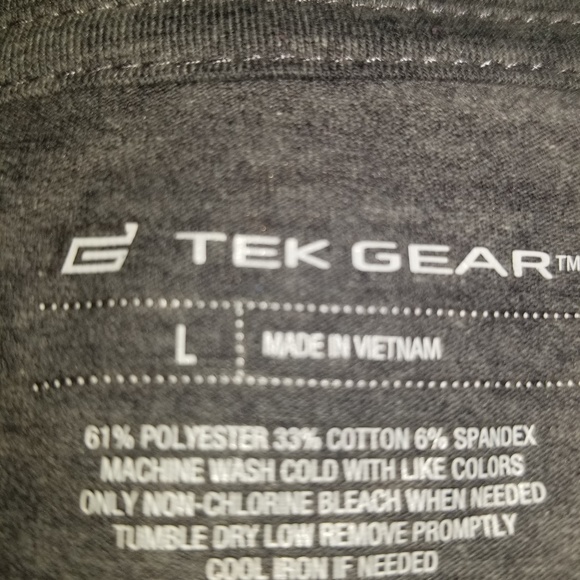 TEK GEAR™
L MADE IN VIETNAM
61% POLYESTER 33% COTTON 6% SPANDEX
MACHINE WASH COLD WITH LIKE COLORS
ONLY NON-CHLORINE BLEACH WHEN NEEDED
TUMBLE DRY LOW REMOVE PROMPTLY
COOL IRON IF NEEDED